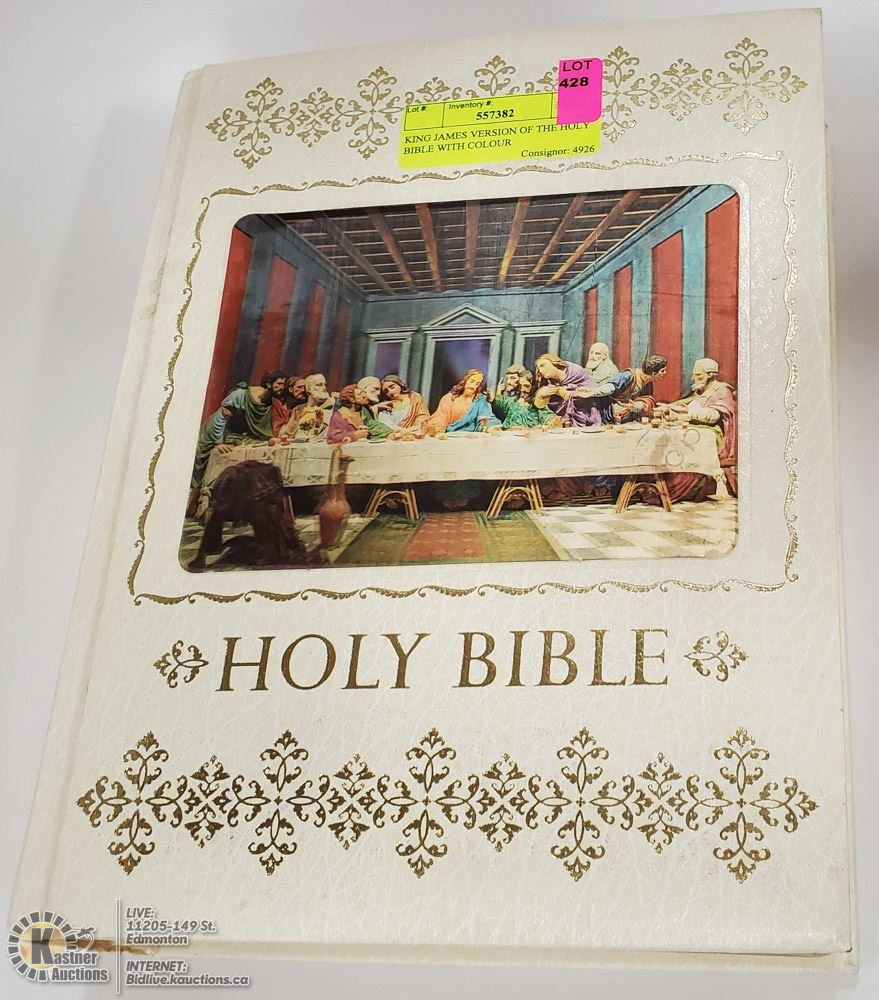 LOT
428
Lot #:
Inventory #:
557382
KING JAMES VERSION OF THE HOLY
BIBLE WITH COLOUR
Consignor: 4926
HOLY BIBLE
Kastner
Auctions
LIVE:
11205-149 St.
Edmonton
INTERNET:
Bidlive.kauctions.ca